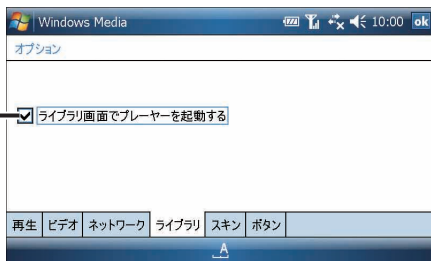 Windows Media 10:00 ok
オプション
ライブラリ画面でプレーヤーを起動する
再生 ビデオ ネットワーク ライブラリ スキン ボタン
A